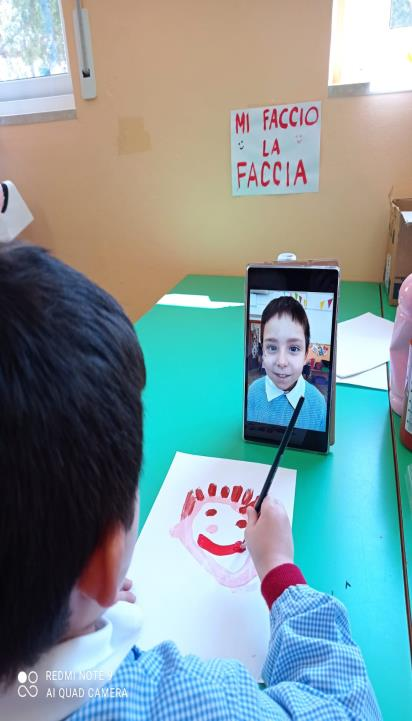 MI FACCIO
LA
FACCIA
REDMI NOTE 9
AI QUAD CAMERA